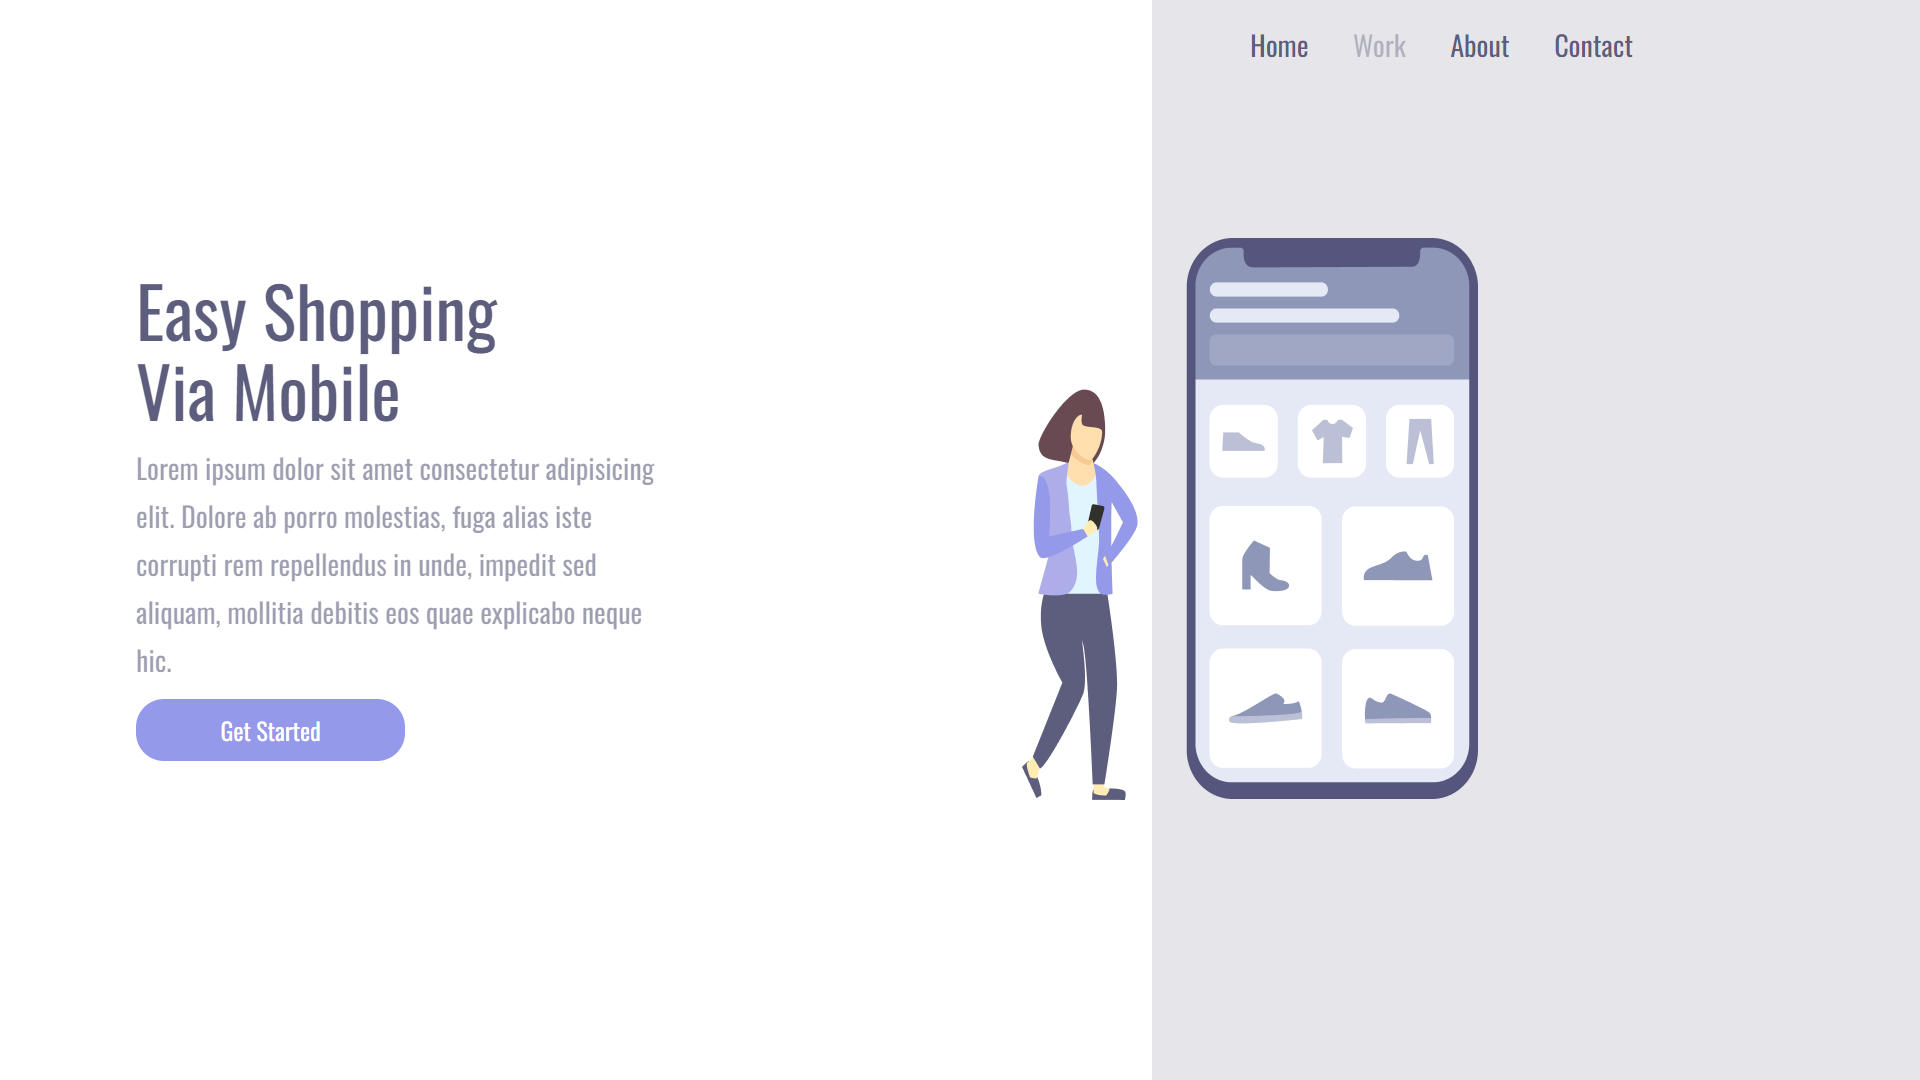 Home Work About Contact
Easy Shopping
Via Mobile
Lorem ipsum dolor sit amet consectetur adipisicing
elit. Dolore ab porro molestias, fuga alias iste
corrupti rem repellendus in unde, impedit sed
aliquam, mollitia debitis eos quae explicabo neque
hic.
Get Started